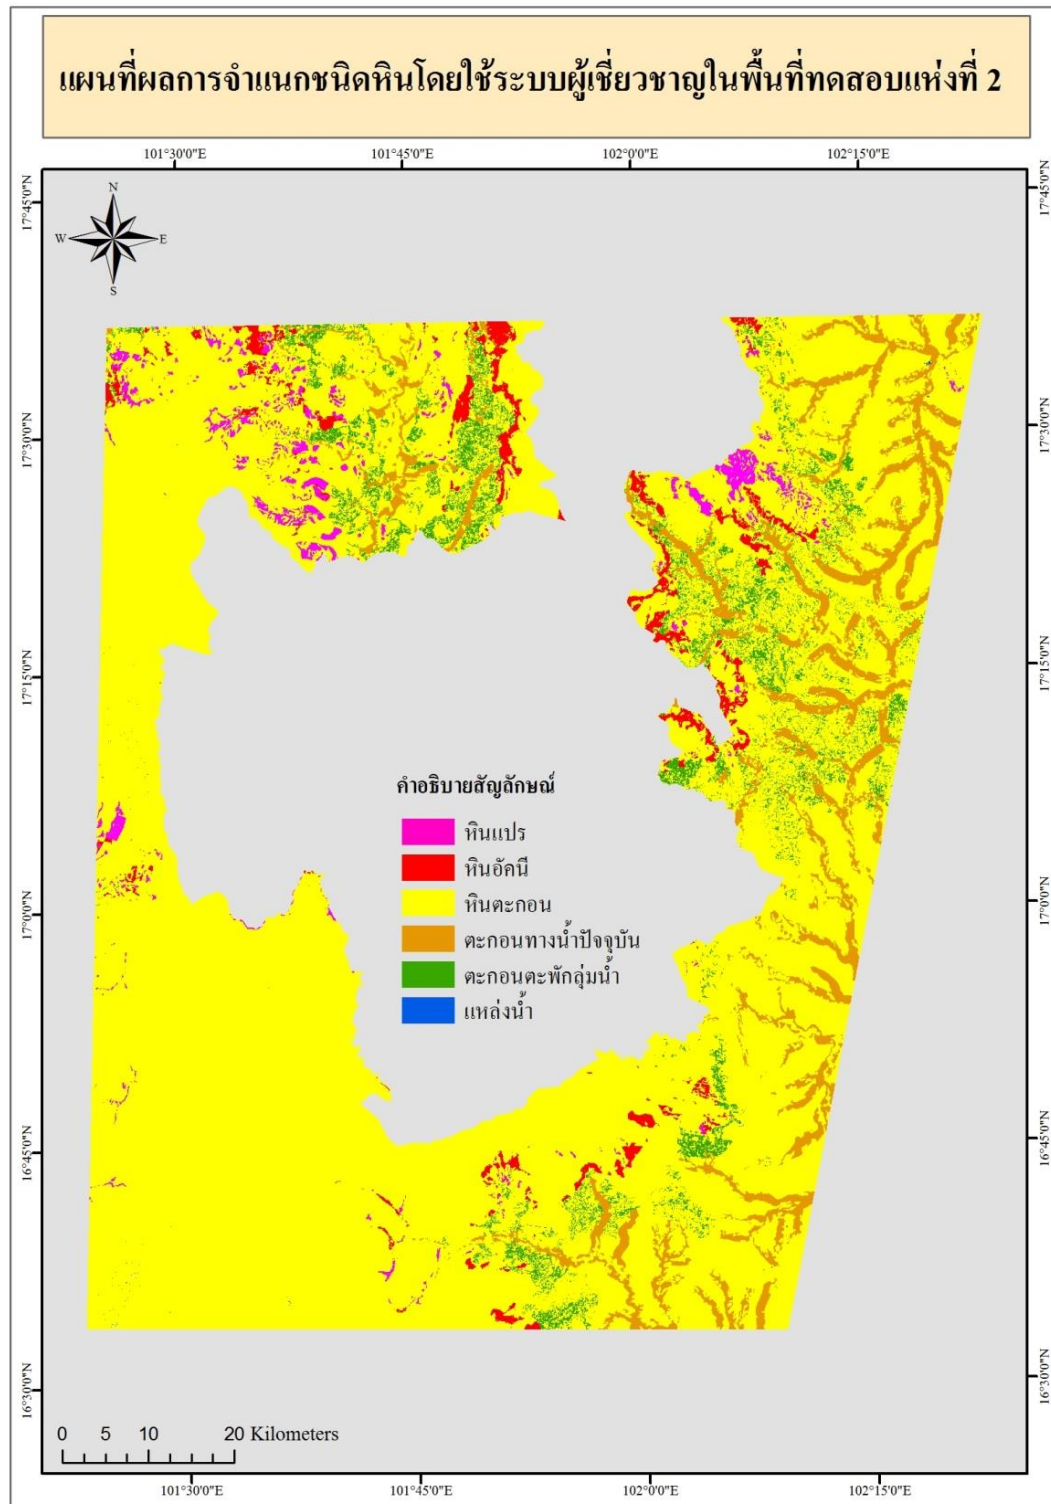 แผนที่ผลการจำแนกชนิดหินโดยใช้ระบบผู้เชี่ยวชาญในพื้นที่ทดสอบแห่งที่ 2
101°30'0"E 101°45'0"E 102°0'0"E 102°15'0"E
17°45'0"N 17°45'0"N
N
W E
S
17°30'0"N 17°30'0"N
17°15'0"N 17°15'0"N
คำอธิบายสัญลักษณ์
หินแปร
หินอัคนี
หินตะกอน
17°0'0"N 17°0'0"N
ตะกอนทางน้ำปัจจุบัน
ตะกอนตะพักลุ่มน้ำ
แหล่งน้ำ
16°45'0"N 16°45'0"N
16°30'0"N 16°30'0"N
0 5 10 20 Kilometers
101°30'0"E 101°45'0"E 102°0'0"E 102°15'0"E